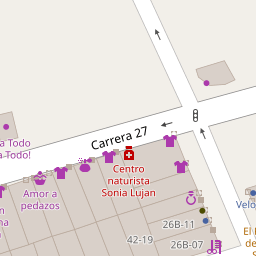 Carrera 27
a Todo
a Todo!
Centro
naturista
Sonia Lujan
Amor a
pedazos
Velo
26B-11
El
de
42-19
26B-07